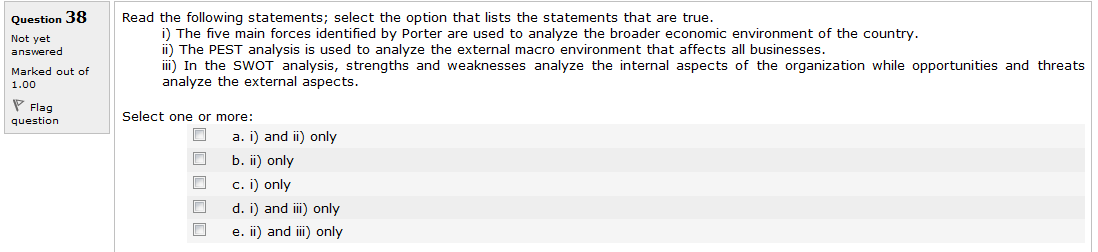 Question 38
Not yet
answered
Marked out of
1.00
Flag
question
Read the following statements; select the option that lists the statements that are true.
i) The five main forces identified by Porter are used to analyze the broader economic environment of the country.
ii) The PEST analysis is used to analyze the external macro environment that affects all businesses.
iii) In the SWOT analysis, strengths and weaknesses analyze the internal aspects of the organization while opportunities and threats
analyze the external aspects.
Select one or more:
a. i) and ii) only
b. ii) only
c. i) only
d. i) and iii) only
e. ii) and iii) only